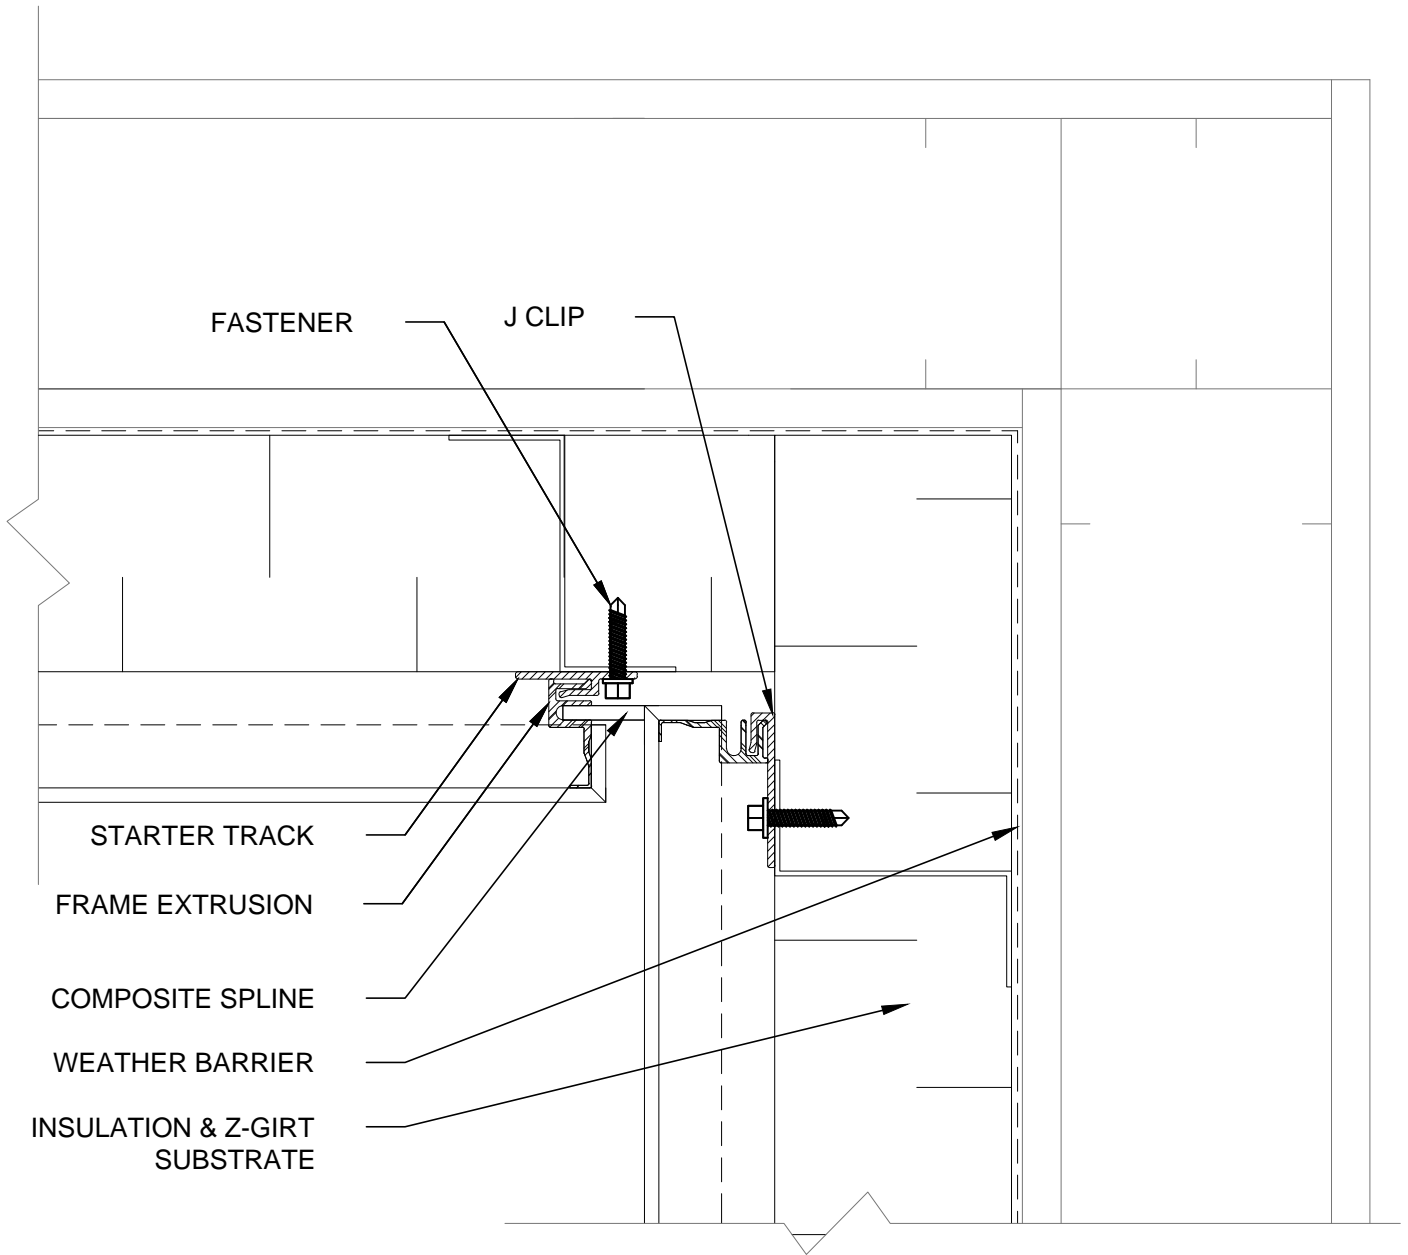 FASTENER
J CLIP
STARTER TRACK
FRAME EXTRUSION
COMPOSITE SPLINE
WEATHER BARRIER
INSULATION & Z-GIRT
SUBSTRATE